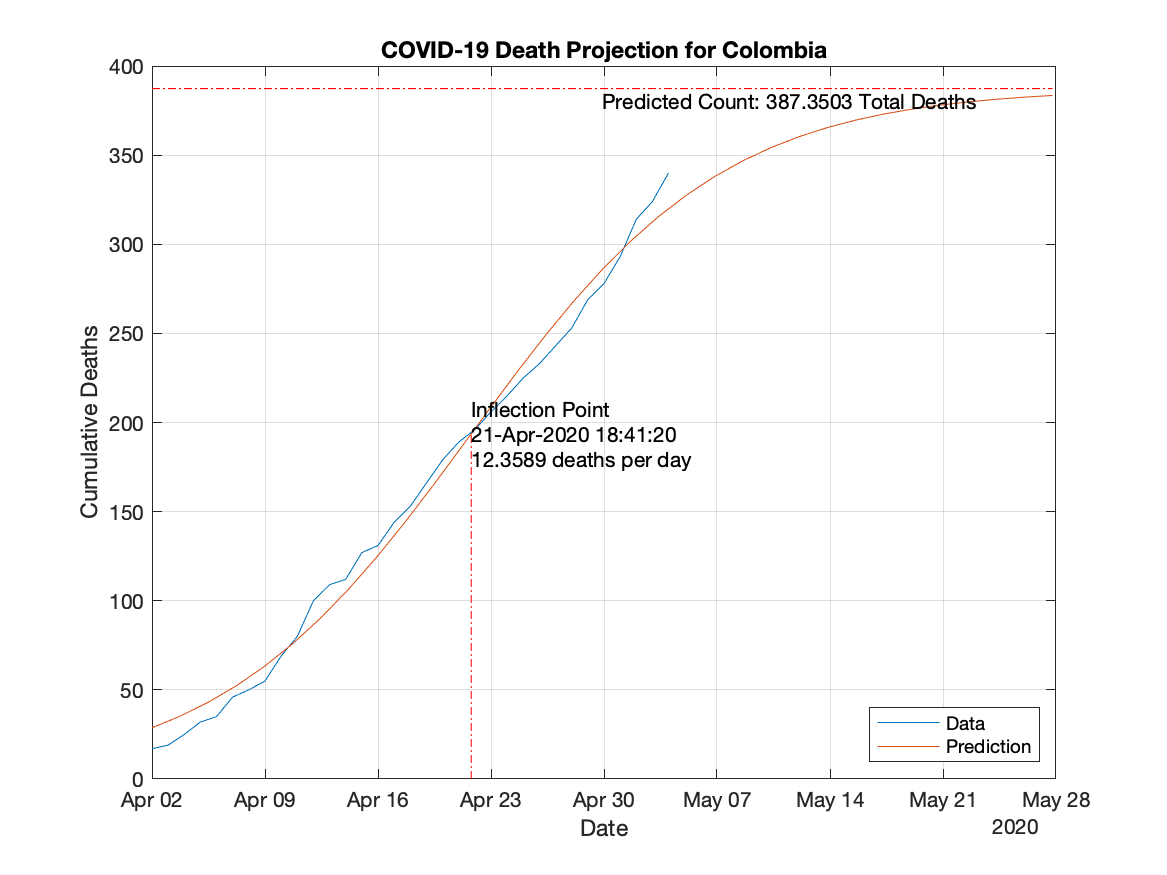 COVID-19 Death Projection for Colombia
400
350
300
250
200
150
100
50
0
Cumulative Deaths
Predicted Count: 387.3503 Total Deaths
Inflection Point
21-Apr-2020 18:41:20
12.3589 deaths per day
Data
Prediction
Apr 02 Apr 09 Apr 16 Apr 23 Apr 30 May 07 May 14 May 21 May 28
Date
2020